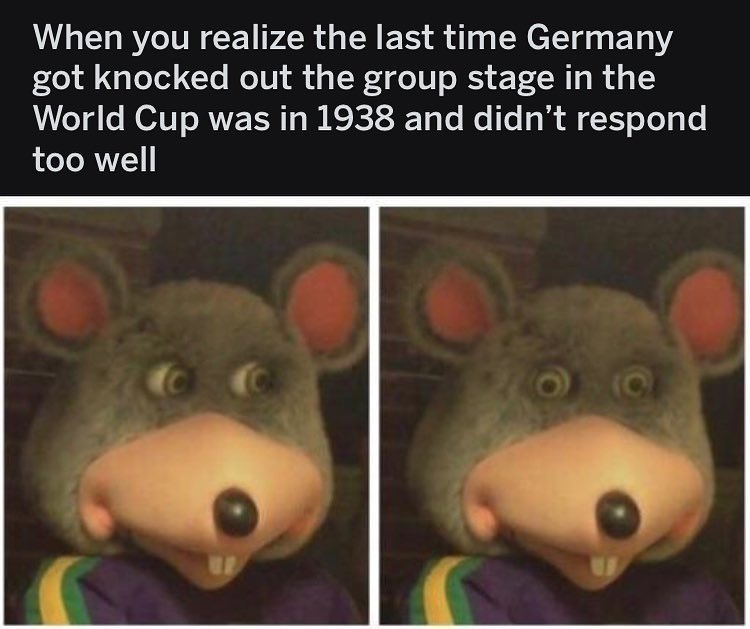 When you realize the last time Germany
got knocked out the group stage in the
World Cup was in 1938 and didn’t respond
too well